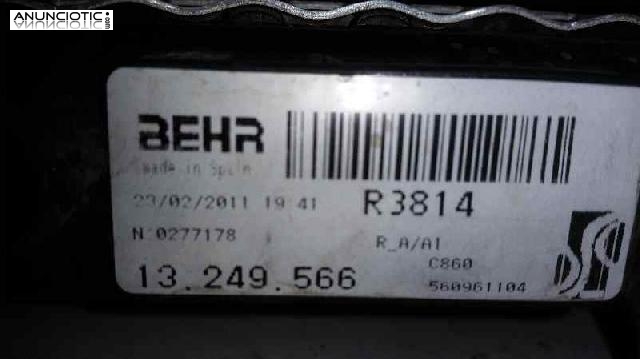 ANUNCIOTIC.com
BEHR
made in Spain
23/02/2011 19:41 R3814
N:0277178 R_A/A1
C860
13.249.566 560961104